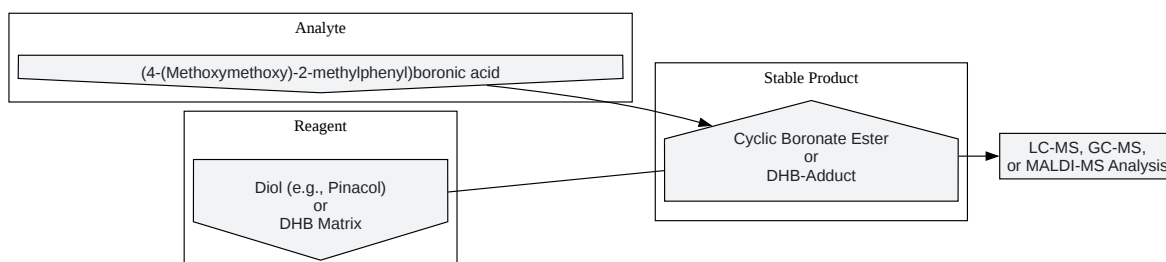 Analyte
(4-(Methoxymethoxy)-2-methylphenyl)boronic acid
Reagent
Diol (e.g., Pinacol)
or
DHB Matrix
Stable Product
Cyclic Boronate Ester
or
DHB-Adduct
LC-MS, GC-MS,
or MALDI-MS Analysis